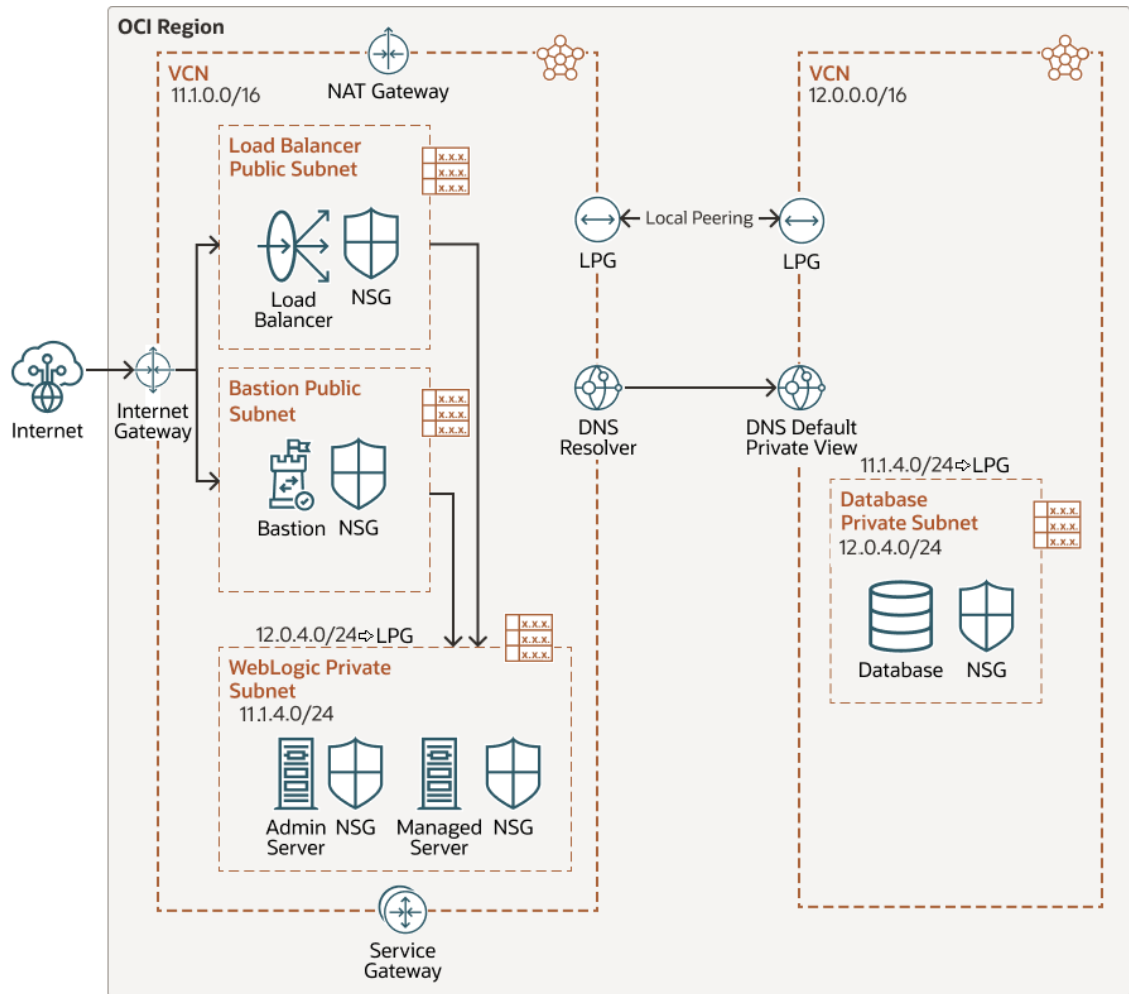 OCI Region
VCN
11.1.0.0/16
NAT Gateway
VCN
12.0.0.0/16
Load Balancer
Public Subnet
x.x.x.
x.x.x.
x.x.x.
Load
Balancer
NSG
LPG
Local Peering
LPG
Internet
Internet
Gateway
Bastion Public
Subnet
x.x.x.
x.x.x.
x.x.x.
Bastion
NSG
DNS
Resolver
DNS Default
Private View
11.1.4.0/24⇨LPG
Database
Private Subnet
12.0.4.0/24
x.x.x.
x.x.x.
x.x.x.
Database
NSG
12.0.4.0/24⇨LPG
x.x.x.
x.x.x.
x.x.x.
WebLogic Private
Subnet
11.1.4.0/24
Admin
Server
NSG
Managed
Server
NSG
Service
Gateway